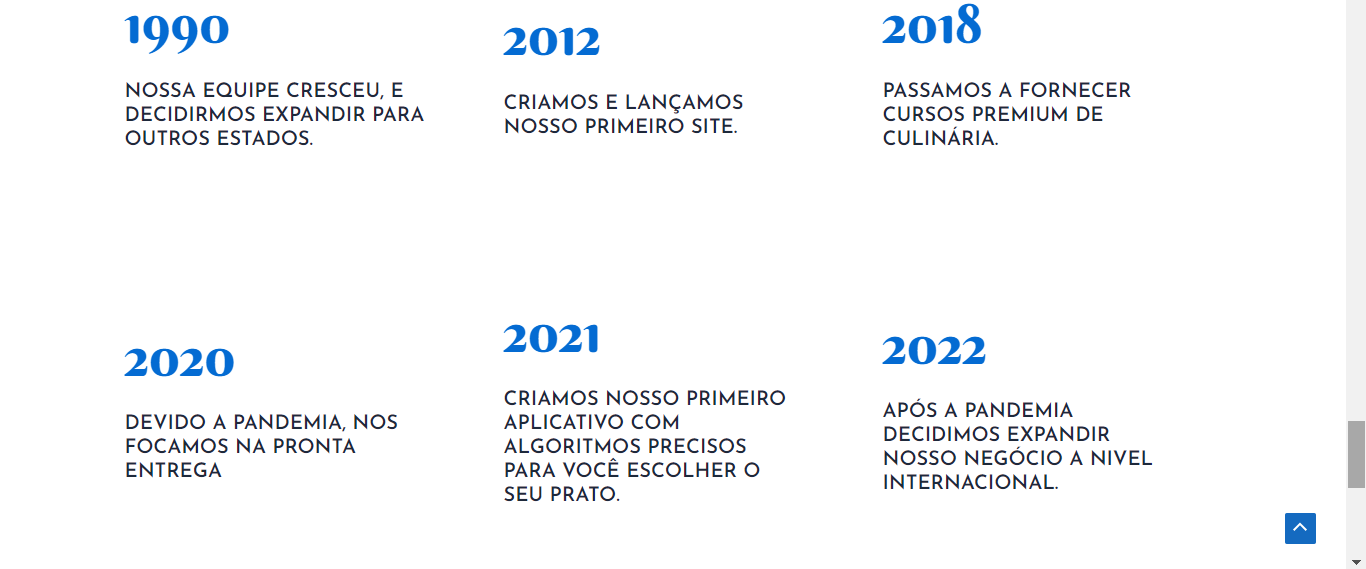 1990
NOSSA EQUIPE CRESCEU, E
DECIDIRMOS EXPANDIR PARA
OUTROS ESTADOS.
2012
CRIAMOS E LANÇAMOS
NOSSO PRIMEIRO SITE.
2018
PASSAMOS A FORNECER
CURSOS PREMIUM DE
CULINÁRIA.
2020
DEVIDO A PANDEMIA, NOS
FOCAMOS NA PRONTA
ENTREGA
2021
CRIAMOS NOSSO PRIMEIRO
APLICATIVO COM
ALGORITMOS PRECISOS
PARA VOCÊ ESCOLHER O
SEU PRATO.
2022
APÓS A PANDEMIA
DECIDIMOS EXPANDIR
NOSSO NEGÓCIO A NIVEL
INTERNACIONAL.